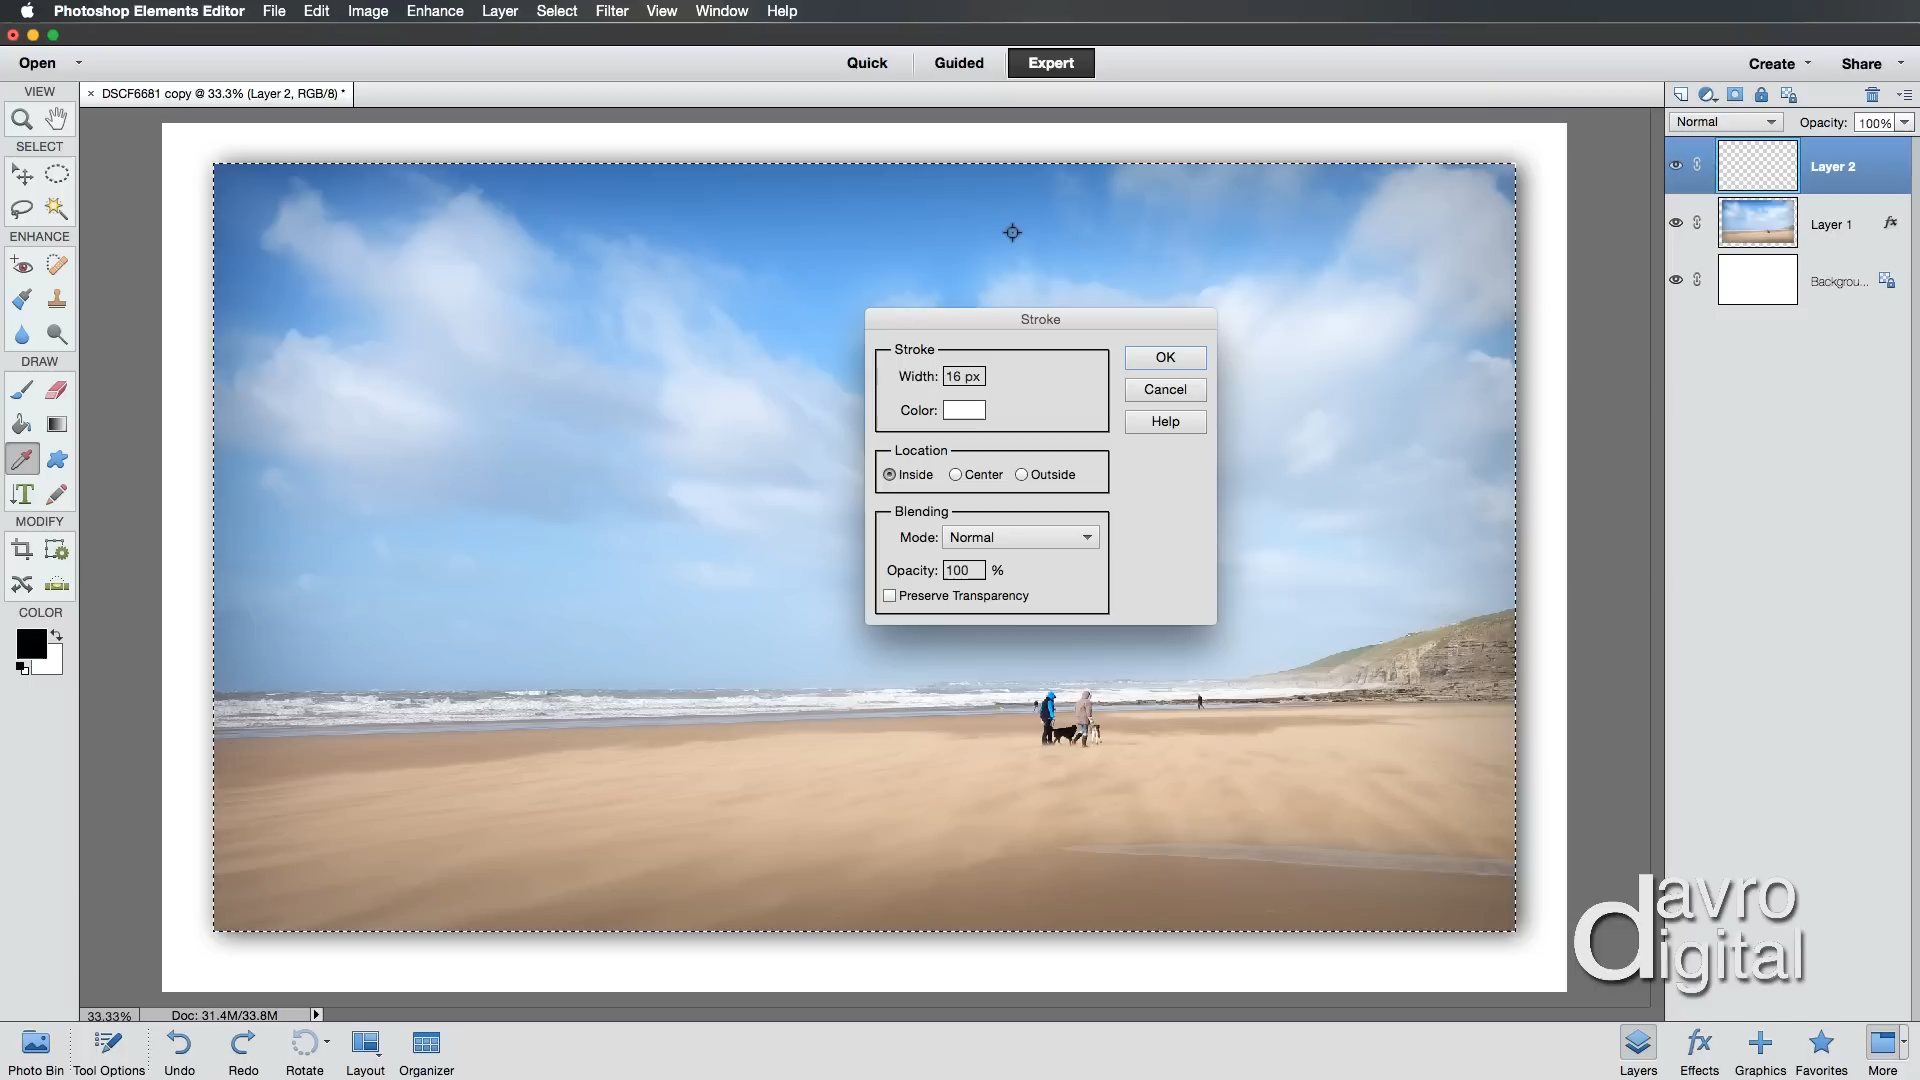 Photoshop Elements Editor File Edit Image Enhance Layer Select Filter View Window Help
Open Quick Guided Expert Create Share
× DSCF6681 copy @ 33.3% (Layer 2, RGB/8) *
VIEW
SELECT
ENHANCE
DRAW
T
MODIFY
COLOR
Normal Opacity: 100%
Layer 2
Layer 1 fx
Backgrou...
Stroke
Stroke
Width: 16 px
Color:
OK
Cancel
Help
Location
Inside Center Outside
Blending
Mode: Normal
Opacity: 100 %
Preserve Transparency
davro
digital
33.33% Doc: 31.4M/33.8M
fx
Photo Bin Tool Options Undo Redo Rotate Layout Organizer Layers Effects Graphics Favorites More